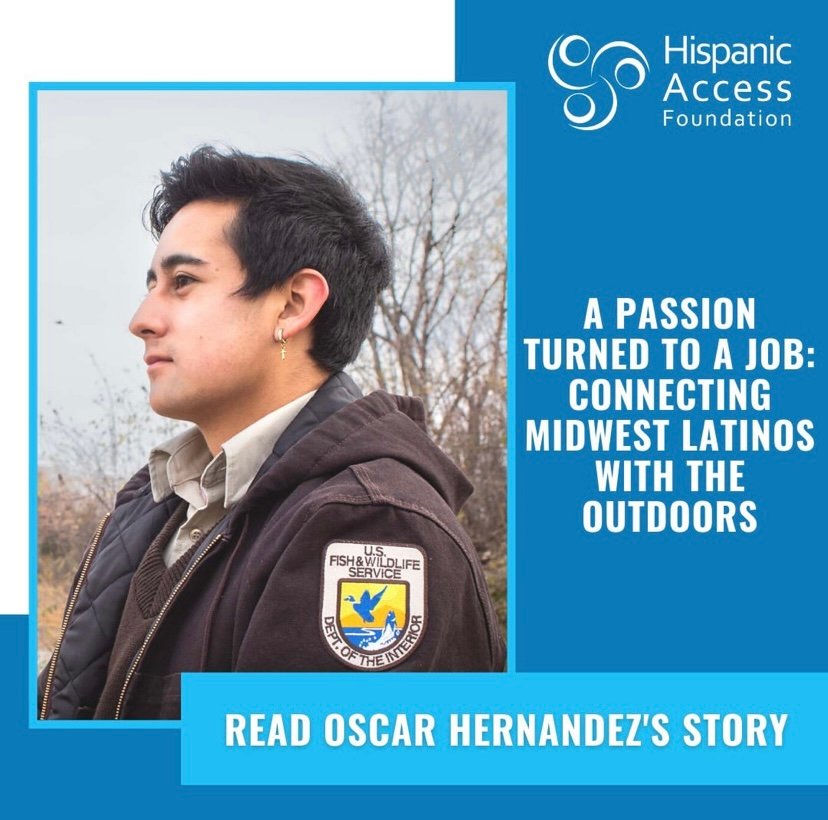 Hispanic
Access
Foundation
A PASSION
TURNED TO A JOB:
CONNECTING
MIDWEST LATINOS
WITH THE
OUTDOORS
U.S.
FISH & WILDLIFE
SERVICE
DEPT. OF THE INTERIOR
READ OSCAR HERNANDEZ'S STORY